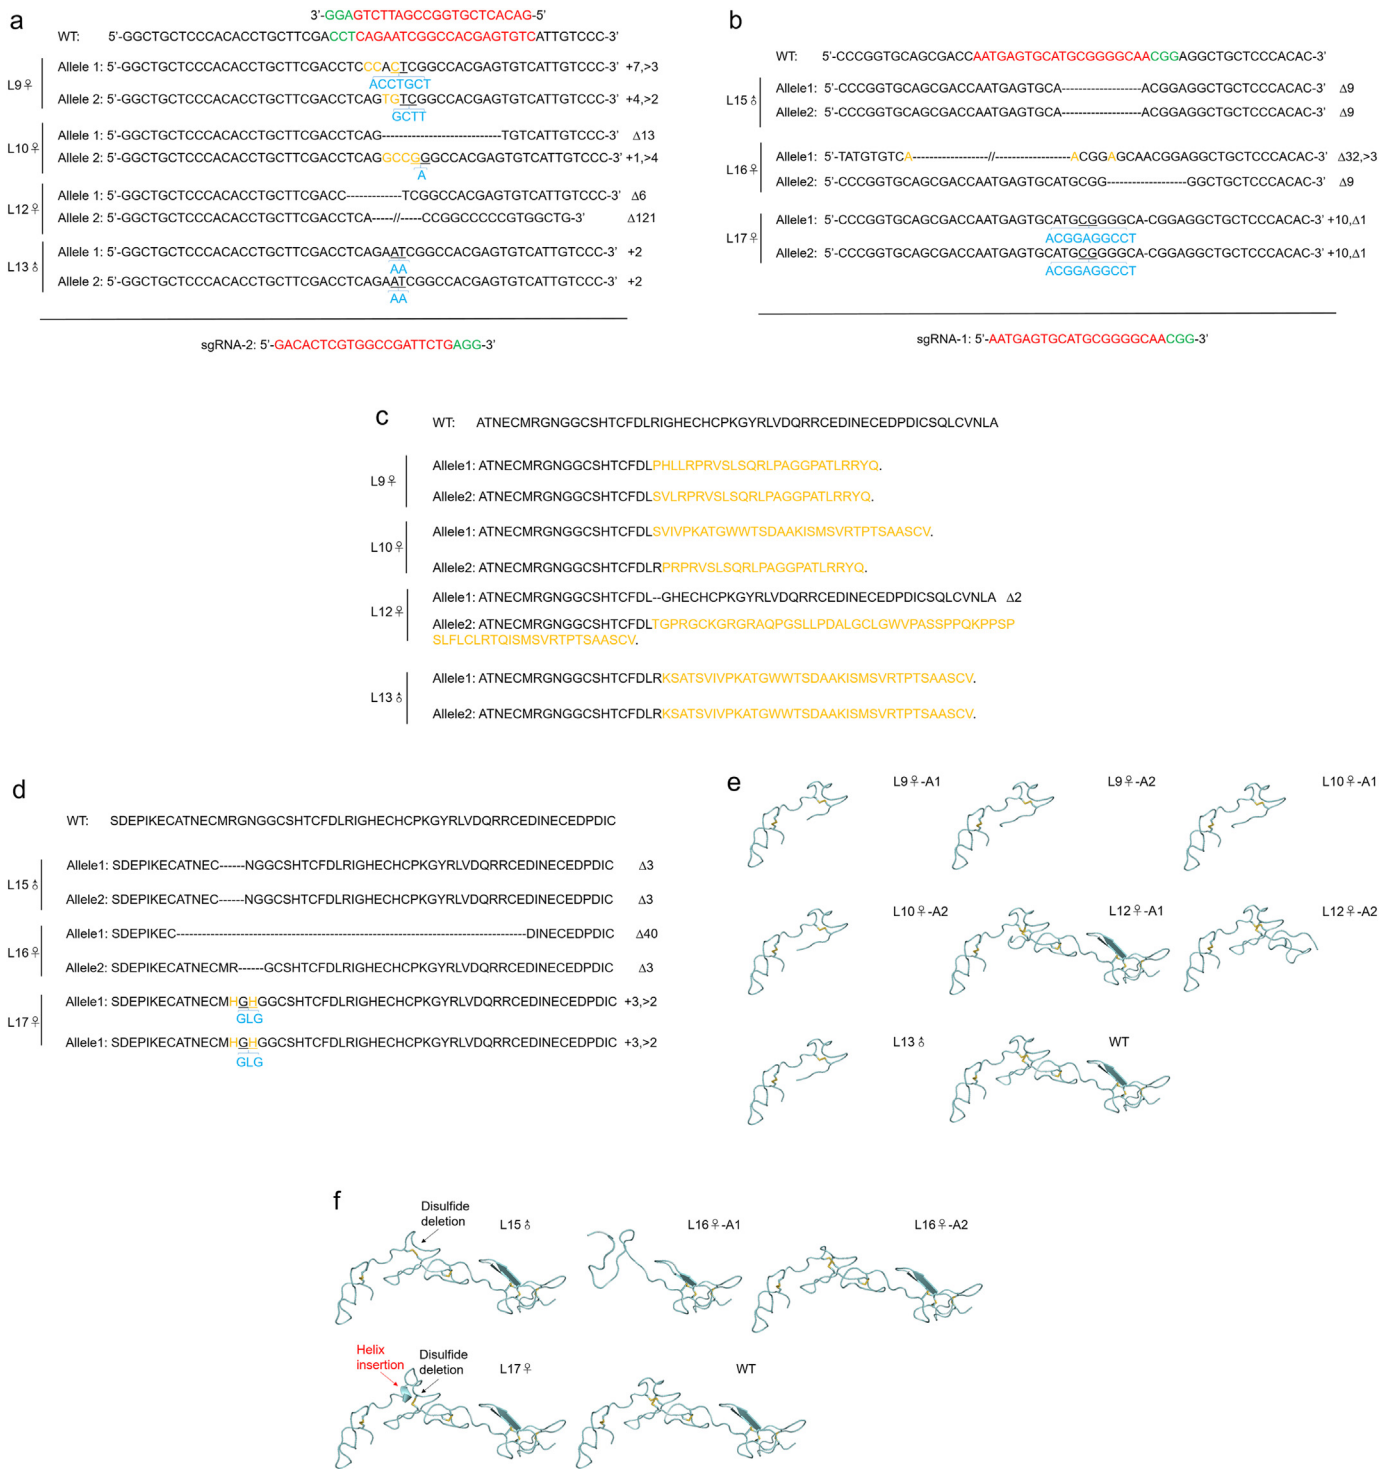 a
3'-GGAGTCTTAGCCGGTGCTCACAG-5'
WT: 5'-GGCTGCTCCCACACCTGCTTCGACCTCAGAATCGGCCACGAGTGTCATTGTCCC-3'
L9♀
Allele 1: 5'-GGCTGCTCCCACACCTGCTTCGACCTCCCACTCGGCCACGAGTGTCATTGTCCC-3' +7,>3
ACCTGCT
Allele 2: 5'-GGCTGCTCCCACACCTGCTTCGACCTCAGTGTCGGCCACGAGTGTCATTGTCCC-3' +4,>2
GCTT
L10♀
Allele 1: 5'-GGCTGCTCCCACACCTGCTTCGACCTCAG-------------------------TGTCATTGTCCC-3' Δ13
Allele 2: 5'-GGCTGCTCCCACACCTGCTTCGACCTCAGGCCGGGCCACGAGTGTCATTGTCCC-3' +1,>4
A
L12♀
Allele 1: 5'-GGCTGCTCCCACACCTGCTTCGACC------------TCGGCCACGAGTGTCATTGTCCC-3' Δ6
Allele 2: 5'-GGCTGCTCCCACACCTGCTTCGACCTCA-----//-----CCGGCCCCCGTGGCTG-3' Δ121
L13♂
Allele 1: 5'-GGCTGCTCCCACACCTGCTTCGACCTCAGAATCGGCCACGAGTGTCATTGTCCC-3' +2
AA
Allele 2: 5'-GGCTGCTCCCACACCTGCTTCGACCTCAGAATCGGCCACGAGTGTCATTGTCCC-3' +2
AA
sgRNA-2: 5'-GACACTCGTGGCCGATTCTGAGG-3'
b
WT: 5'-CCCGGTGCAGCGACCAATGAGTGCATGCGGGGCAACGGAGGCTGCTCCCACAC-3'
L15♂
Allele1: 5'-CCCGGTGCAGCGACCAATGAGTGCA-------------------ACGGAGGCTGCTCCCACAC-3' Δ9
Allele2: 5'-CCCGGTGCAGCGACCAATGAGTGCA-------------------ACGGAGGCTGCTCCCACAC-3' Δ9
L16♀
Allele1: 5'-TATGTGTCA------------------//------------------ACGGAGCAACGGAGGCTGCTCCCACAC-3' Δ32,>3
Allele2: 5'-CCCGGTGCAGCGACCAATGAGTGCATGCGG-------------------GGCTGCTCCCACAC-3' Δ9
L17♀
Allele1: 5'-CCCGGTGCAGCGACCAATGAGTGCATGCGGGGCA-CGGAGGCTGCTCCCACAC-3' +10,Δ1
ACGGAGGCCT
Allele2: 5'-CCCGGTGCAGCGACCAATGAGTGCATGCGGGGCA-CGGAGGCTGCTCCCACAC-3' +10,Δ1
ACGGAGGCCT
sgRNA-1: 5'-AATGAGTGCATGCGGGGCAACGG-3'
c
WT: ATNECMRGNGGCSHTCFDLRIGHECHCPKGYRLVDQRRCEDINECEDPDICSQLCVNLA
L9♀
Allele1: ATNECMRGNGGCSHTCFDLPHLLRPRVSLSQRLPAGGPATLRRYQ.
Allele2: ATNECMRGNGGCSHTCFDLSVLRPRVSLSQRLPAGGPATLRRYQ.
L10♀
Allele1: ATNECMRGNGGCSHTCFDLSVIVPKATGWWTSDAAKISMSVRTPTSAASCV.
Allele2: ATNECMRGNGGCSHTCFDLRPRPRVSLSQRLPAGGPATLRRYQ.
L12♀
Allele1: ATNECMRGNGGCSHTCFDL--GHECHCPKGYRLVDQRRCEDINECEDPDICSQLCVNLA Δ2
Allele2: ATNECMRGNGGCSHTCFDLTGPRGCKGRGRAQPGSLLPDALGCLGWVPASSPPQKPPSP
SLFLCLRTQISMSVRTPTSAASCV.
L13♂
Allele1: ATNECMRGNGGCSHTCFDLRKSATSVIVPKATGWWTSDAAKISMSVRTPTSAASCV.
Allele2: ATNECMRGNGGCSHTCFDLRKSATSVIVPKATGWWTSDAAKISMSVRTPTSAASCV.
d
WT: SDEPIKECATNECMRGNGGCSHTCFDLRIGHECHCPKGYRLVDQRRCEDINECEDPDIC
L15♂
Allele1: SDEPIKECATNEC------NGGCSHTCFDLRIGHECHCPKGYRLVDQRRCEDINECEDPDIC Δ3
Allele2: SDEPIKECATNEC------NGGCSHTCFDLRIGHECHCPKGYRLVDQRRCEDINECEDPDIC Δ3
L16♀
Allele1: SDEPIKEC--------------------------------------------------------------------------------DINECEDPDIC Δ40
Allele2: SDEPIKECATNECMR------GCSHTCFDLRIGHECHCPKGYRLVDQRRCEDINECEDPDIC Δ3
L17♀
Allele1: SDEPIKECATNECMHGHGGCSHTCFDLRIGHECHCPKGYRLVDQRRCEDINECEDPDIC +3,>2
GLG
Allele1: SDEPIKECATNECMHGHGGCSHTCFDLRIGHECHCPKGYRLVDQRRCEDINECEDPDIC +3,>2
GLG
e
L9♀-A1
L9♀-A2
L10♀-A1
L10♀-A2
L12♀-A1
L12♀-A2
L13♂
WT
f
Disulfide
deletion
L15♂
L16♀-A1
L16♀-A2
Helix
insertion
Disulfide
deletion
L17♀
WT